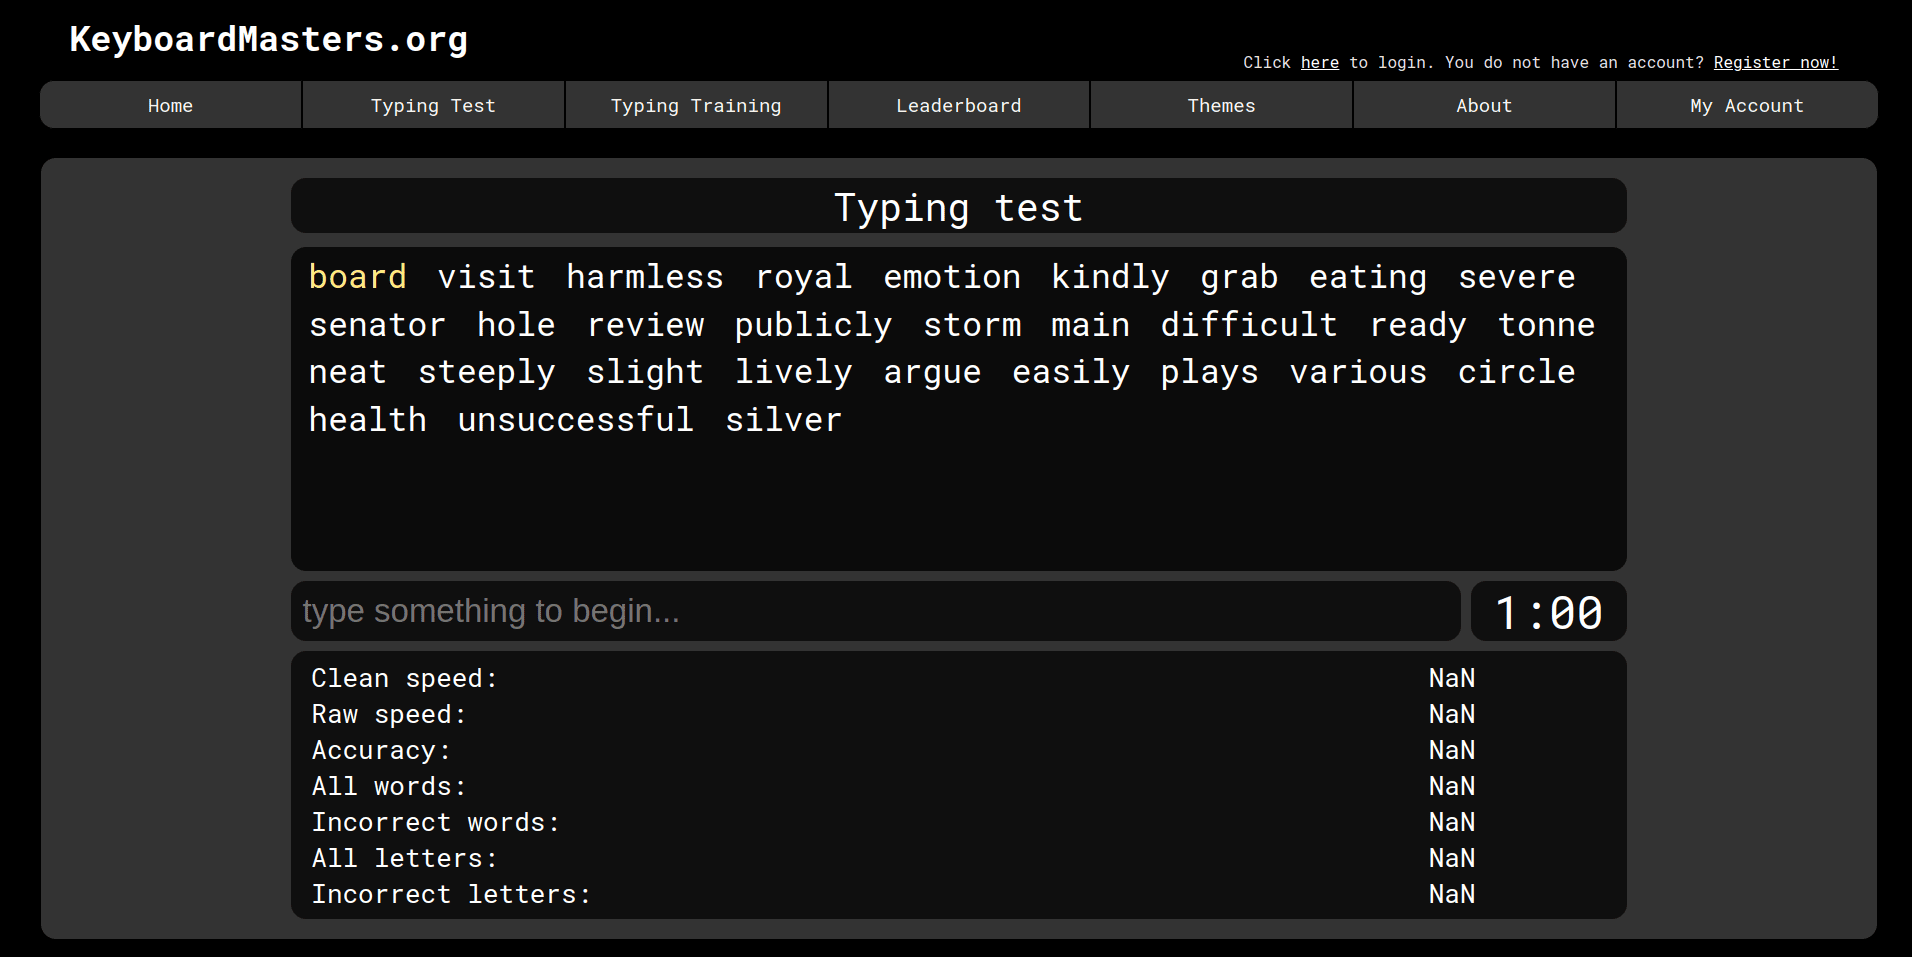 KeyboardMasters.org
Click here to login. You do not have an account? Register now!
Home Typing Test Typing Training Leaderboard Themes About My Account
Typing test
board visit harmless royal emotion kindly grab eating severe
senator hole review publicly storm main difficult ready tonne
neat steeply slight lively argue easily plays various circle
health unsuccessful silver
type something to begin... 1:00
Clean speed: NaN
Raw speed: NaN
Accuracy: NaN
All words: NaN
Incorrect words: NaN
All letters: NaN
Incorrect letters: NaN